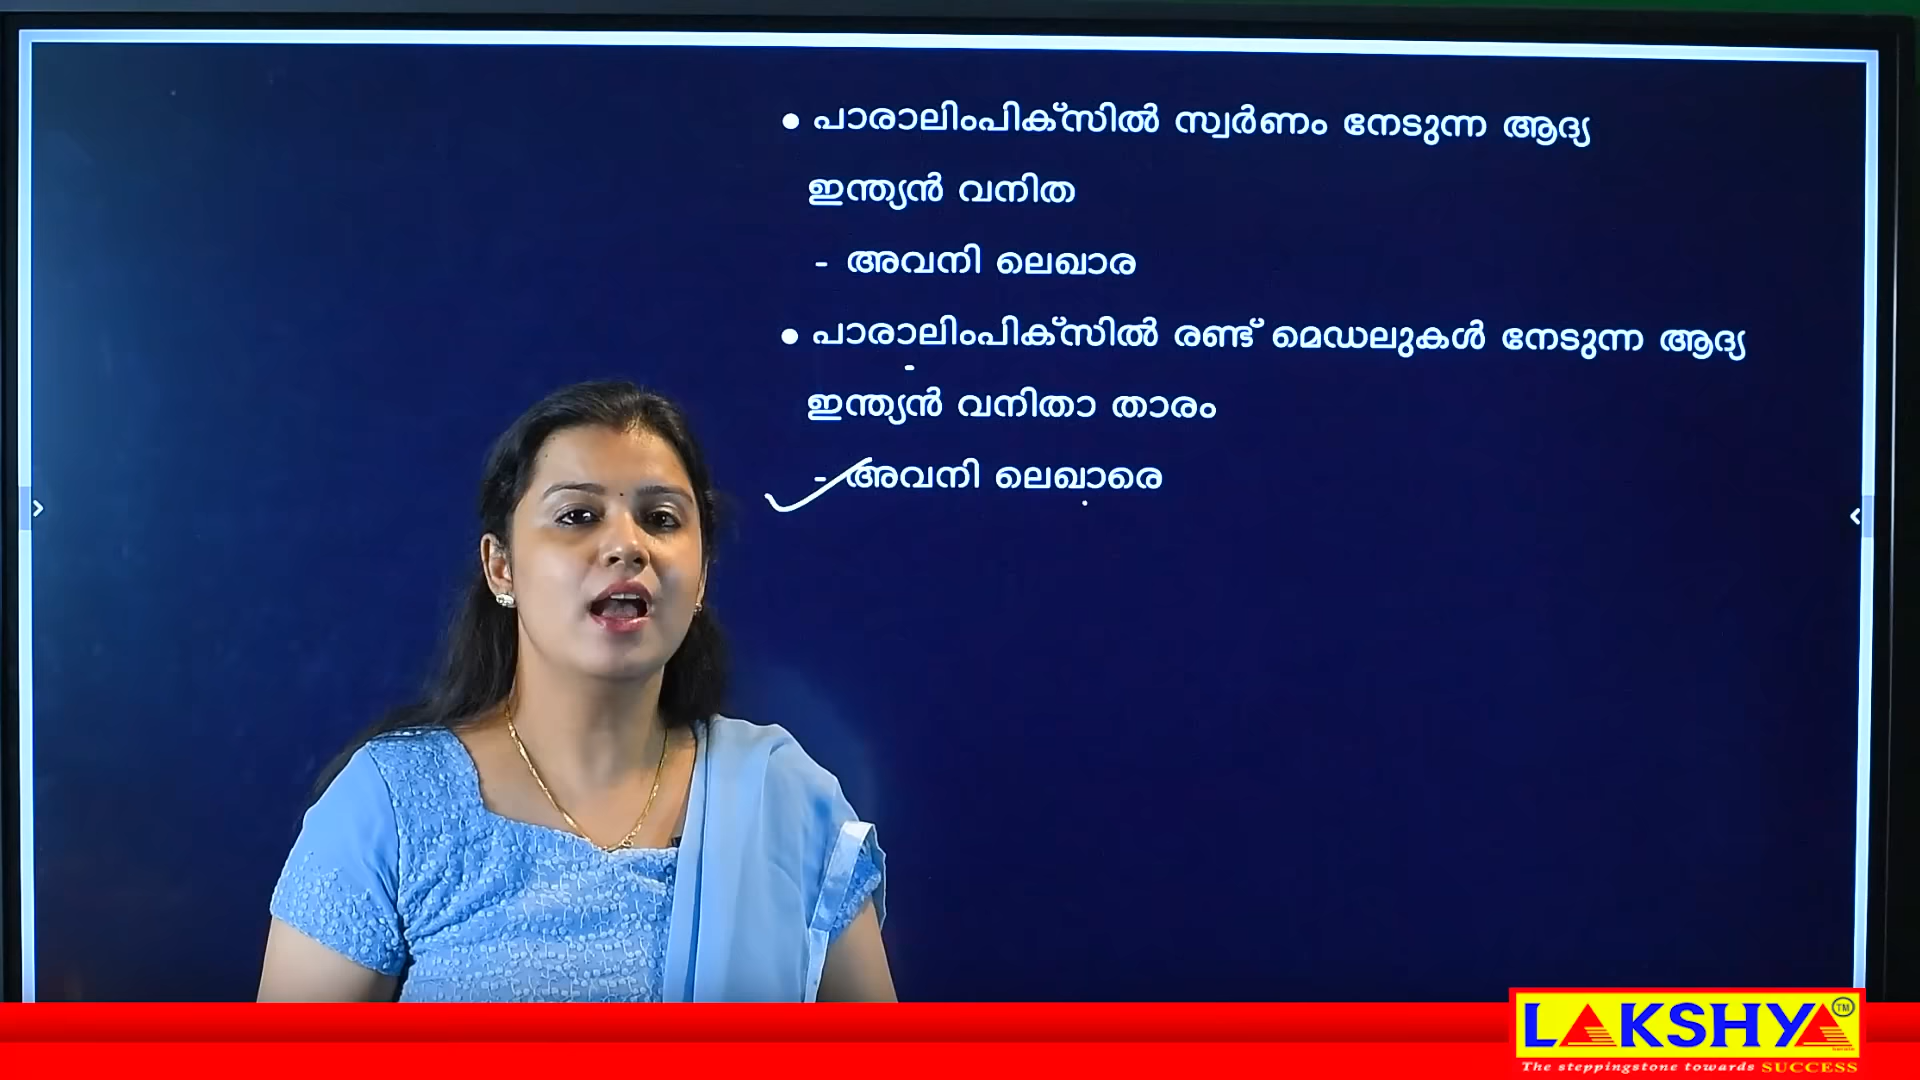 ● പാരാലിംപിക്സിൽ സ്വർണം നേടുന്ന ആദ്യ
ഇന്ത്യൻ വനിത
- അവനി ലെഖാര
● പാരാലിംപിക്സിൽ രണ്ട് മെഡലുകൾ നേടുന്ന ആദ്യ
ഇന്ത്യൻ വനിതാ താരം
- അവനി ലെഖാരെ
LAKSHYA TM
The steppingstone towards SUCCESS